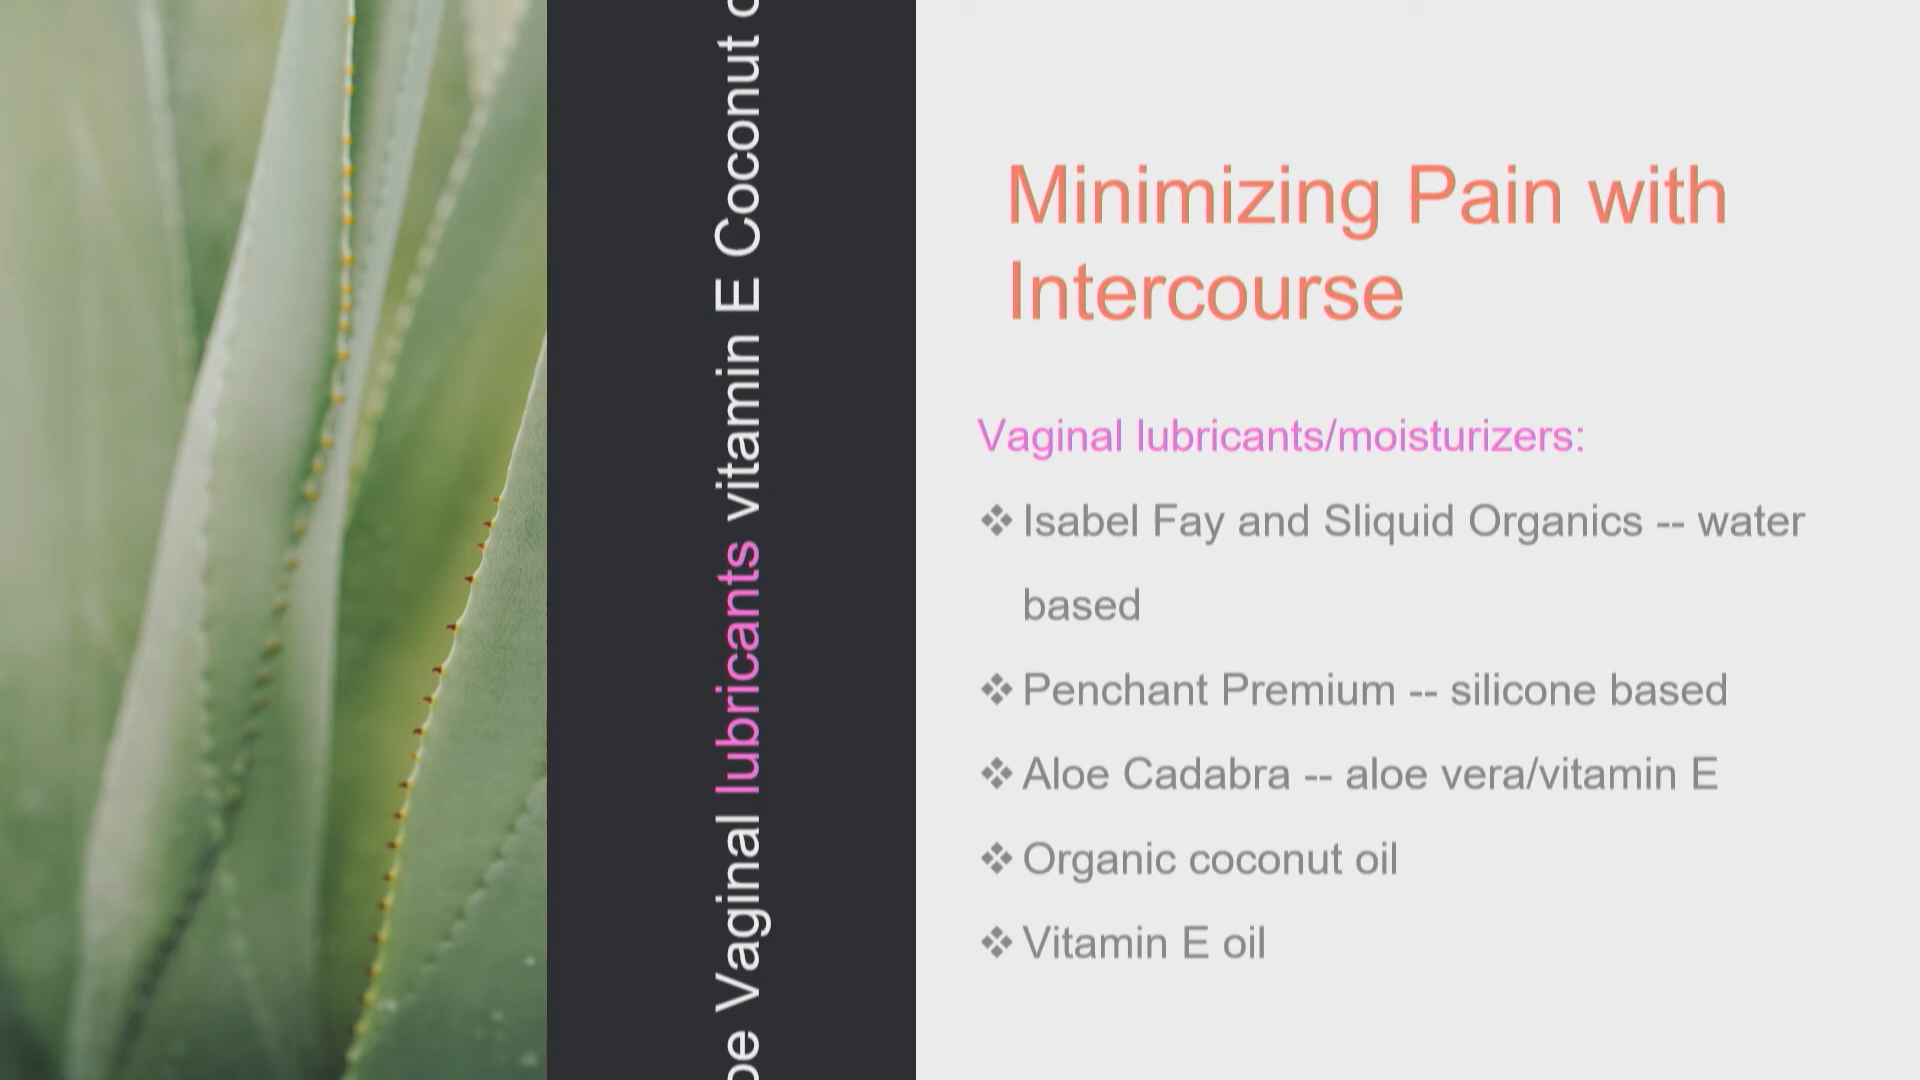 oe Vaginal lubricants vitamin E Coconut o
Minimizing Pain with
Intercourse
Vaginal lubricants/moisturizers:
❖ Isabel Fay and Sliquid Organics -- water
based
❖ Penchant Premium -- silicone based
❖ Aloe Cadabra -- aloe vera/vitamin E
❖ Organic coconut oil
❖ Vitamin E oil